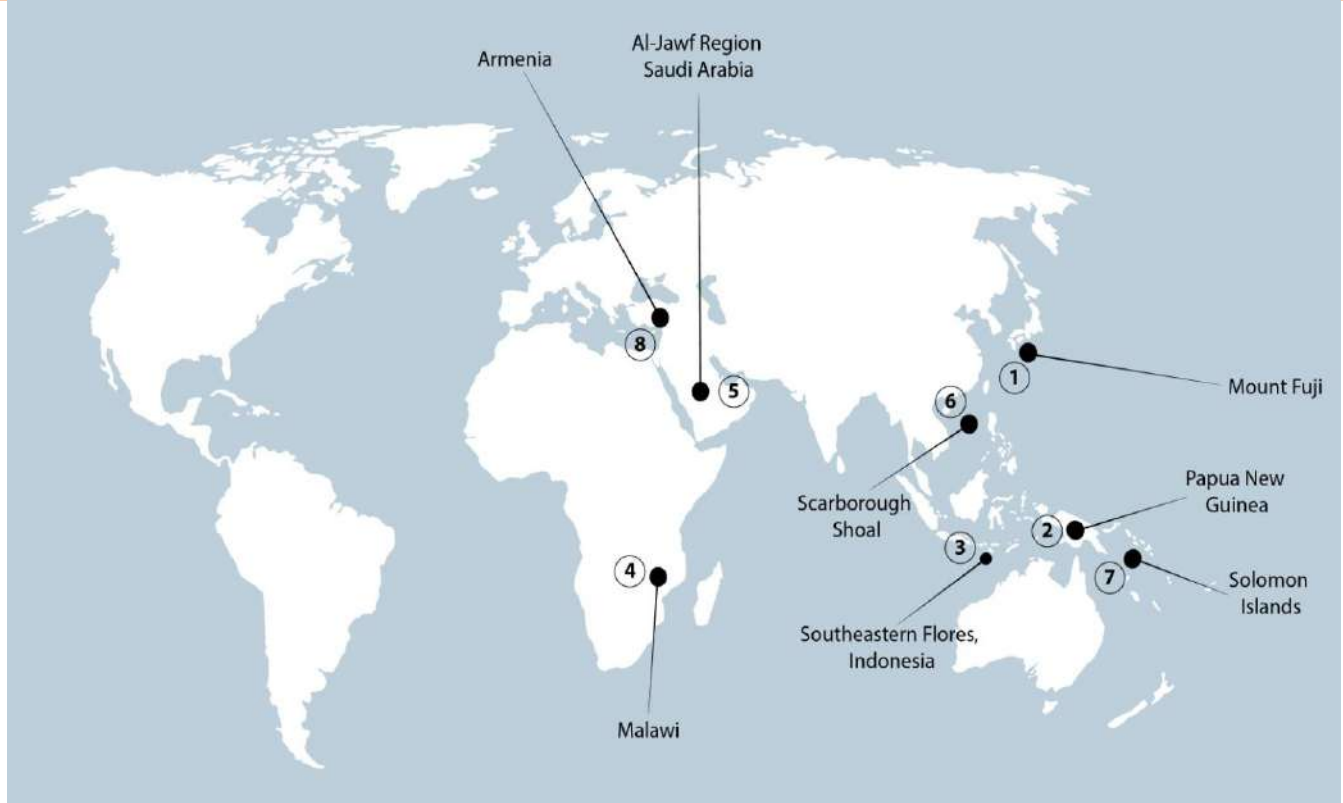 Al-Jawf Region
Saudi Arabia
Armenia
8
5
1
Mount Fuji
6
Scarborough
Shoal
Papua New
Guinea
2
3
4
7
Solomon
Islands
Southeastern Flores,
Indonesia
Malawi